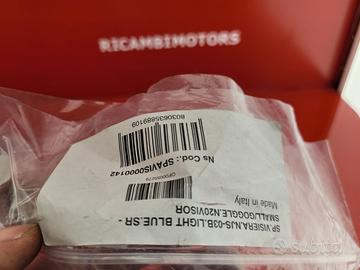 RICAMBIMOTORS
SP.VISIERA.NJS-03B.LIGHT BLUE.SR -
SMALL/GOGGLE.N20VISOR
Made in Italy
Ns Cod.: SPAVIS0000142
8030635889109
subito